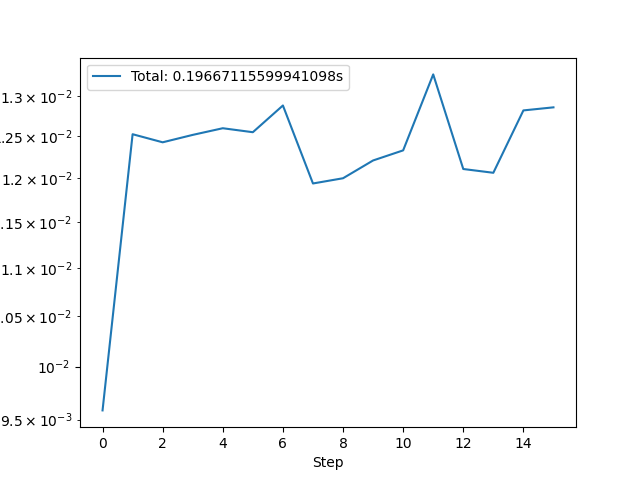 Total: 0.19667115599941098s
1.3 × 10⁻²
.25 × 10⁻²
1.2 × 10⁻²
.15 × 10⁻²
1.1 × 10⁻²
.05 × 10⁻²
10⁻²
9.5 × 10⁻³
0 2 4 6 8 10 12 14
Step